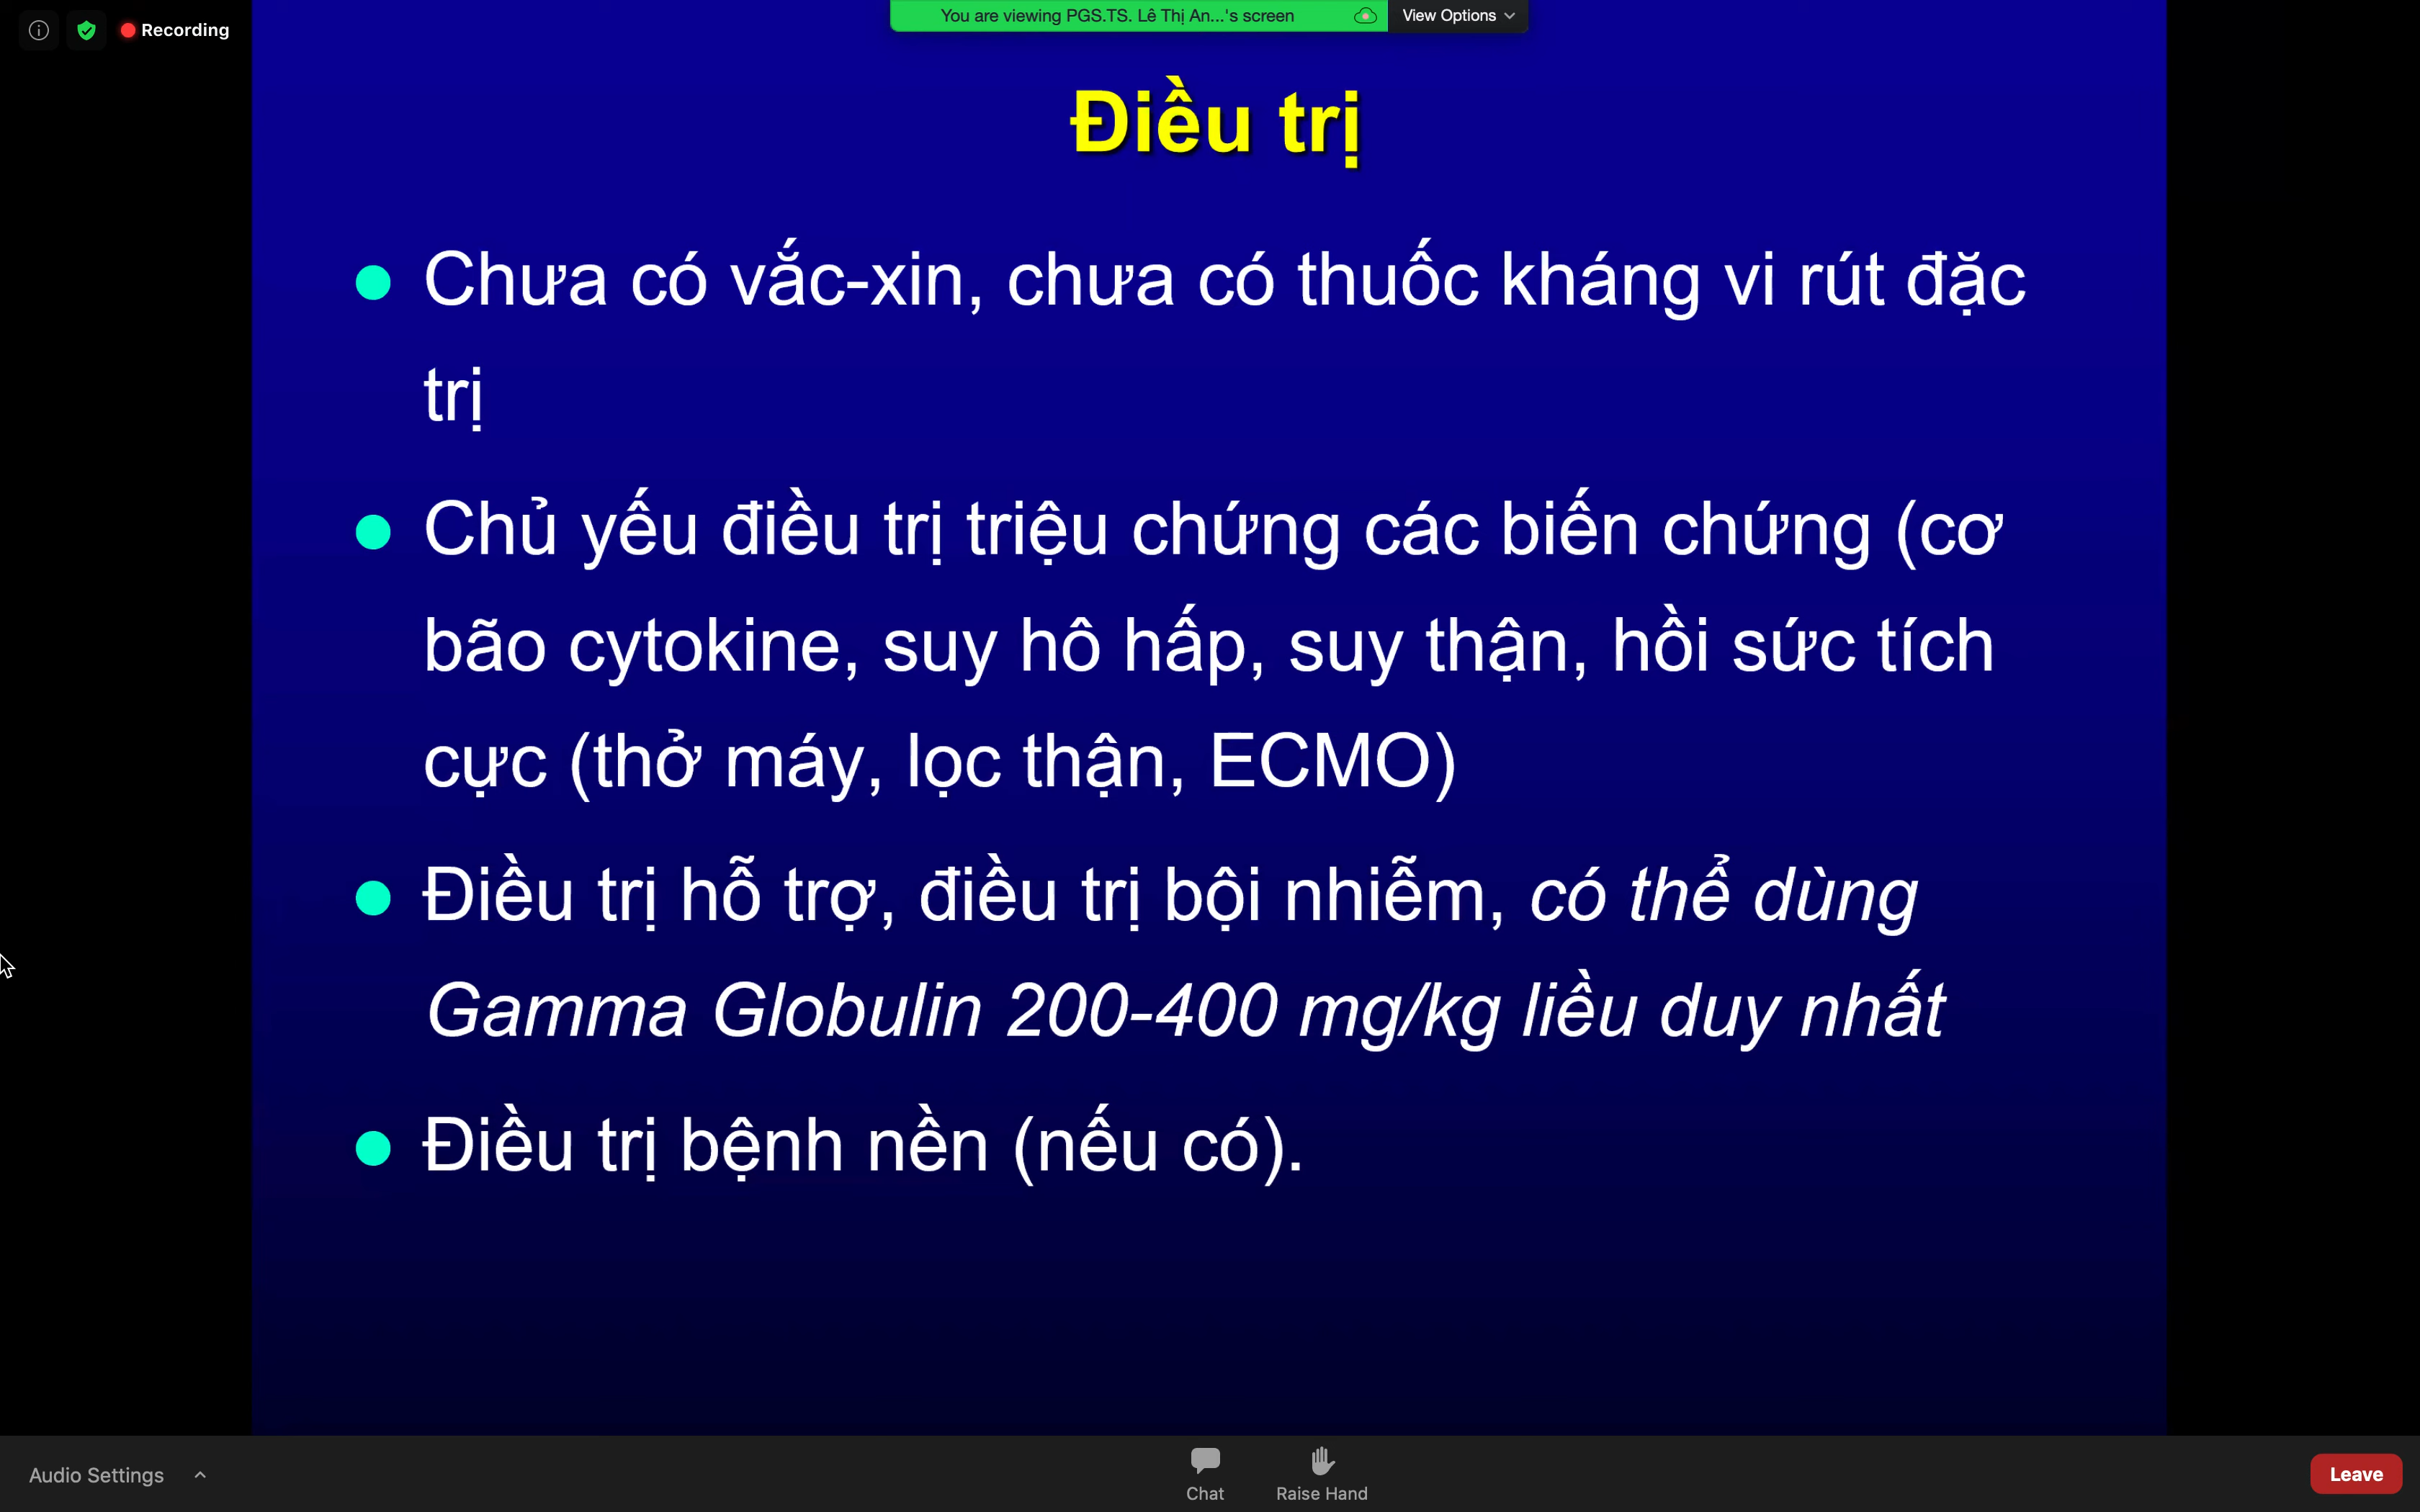 Recording
You are viewing PGS.TS. Lê Thị An...'s screen
View Options
Điều trị
Chưa có vắc-xin, chưa có thuốc kháng vi rút đặc
trị
Chủ yếu điều trị triệu chứng các biến chứng (cơ
bão cytokine, suy hô hấp, suy thận, hồi sức tích
cực (thở máy, lọc thận, ECMO)
Điều trị hỗ trợ, điều trị bội nhiễm, có thể dùng
Gamma Globulin 200-400 mg/kg liều duy nhất
Điều trị bệnh nền (nếu có).
Audio Settings
Chat
Raise Hand
Leave